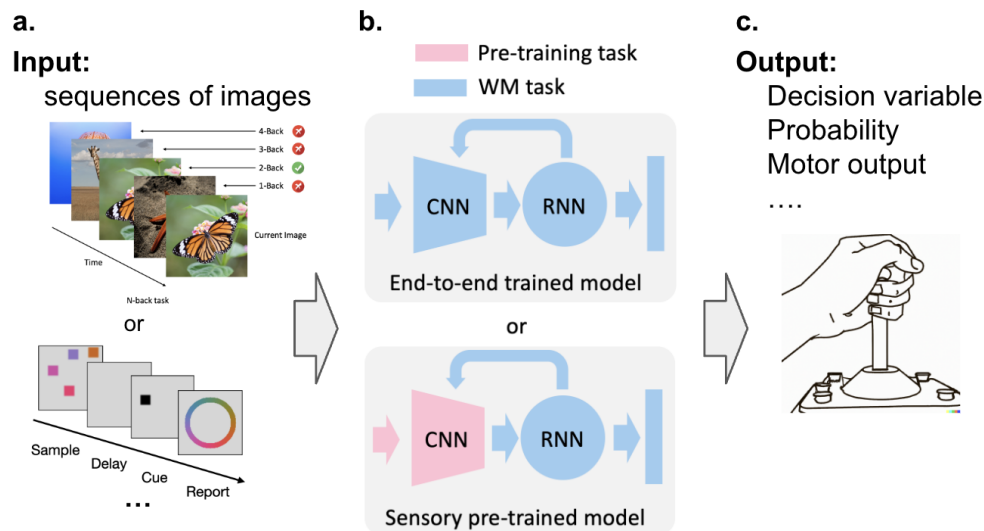 a.
Input:
sequences of images
4-Back
3-Back
2-Back
1-Back
Current Image
Time
N-back task
or
Sample
Delay
Cue
Report
...
b.
Pre-training task
WM task
CNN
RNN
End-to-end trained model
or
CNN
RNN
Sensory pre-trained model
c.
Output:
Decision variable
Probability
Motor output
....